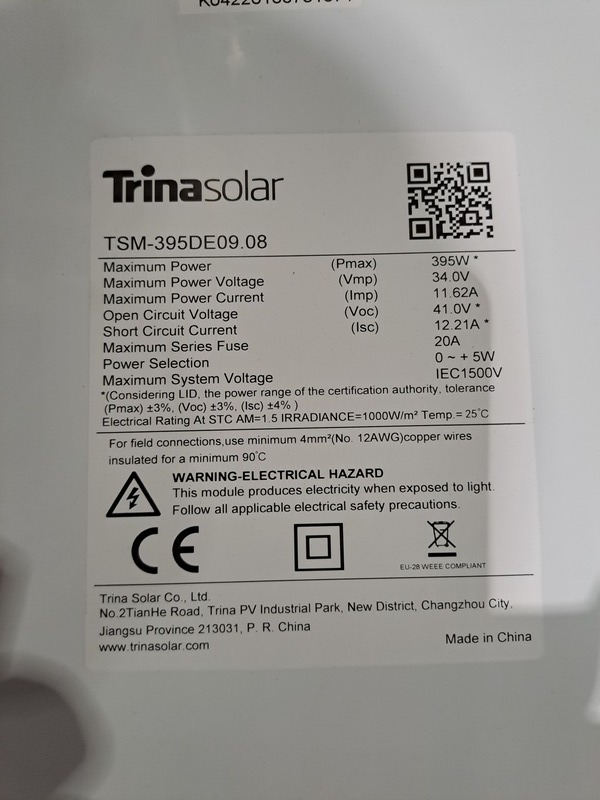 Trinasolar
TSM-395DE09.08
Maximum Power (Pmax) 395W *
Maximum Power Voltage (Vmp) 34.0V
Maximum Power Current (Imp) 11.62A
Open Circuit Voltage (Voc) 41.0V *
Short Circuit Current (Isc) 12.21A *
Maximum Series Fuse 20A
Power Selection 0 ~ + 5W
Maximum System Voltage IEC1500V
*(Considering LID, the power range of the certification authority, tolerance
(Pmax) ±3%, (Voc) ±3%, (Isc) ±4% )
Electrical Rating At STC AM=1.5 IRRADIANCE=1000W/m² Temp.= 25°C
For field connections,use minimum 4mm²(No. 12AWG)copper wires
insulated for a minimum 90°C
WARNING-ELECTRICAL HAZARD
This module produces electricity when exposed to light.
Follow all applicable electrical safety precautions.
CE
EU-28 WEEE COMPLIANT
Trina Solar Co., Ltd.
No.2TianHe Road, Trina PV Industrial Park, New District, Changzhou City,
Jiangsu Province 213031, P. R. China
www.trinasolar.com
Made in China